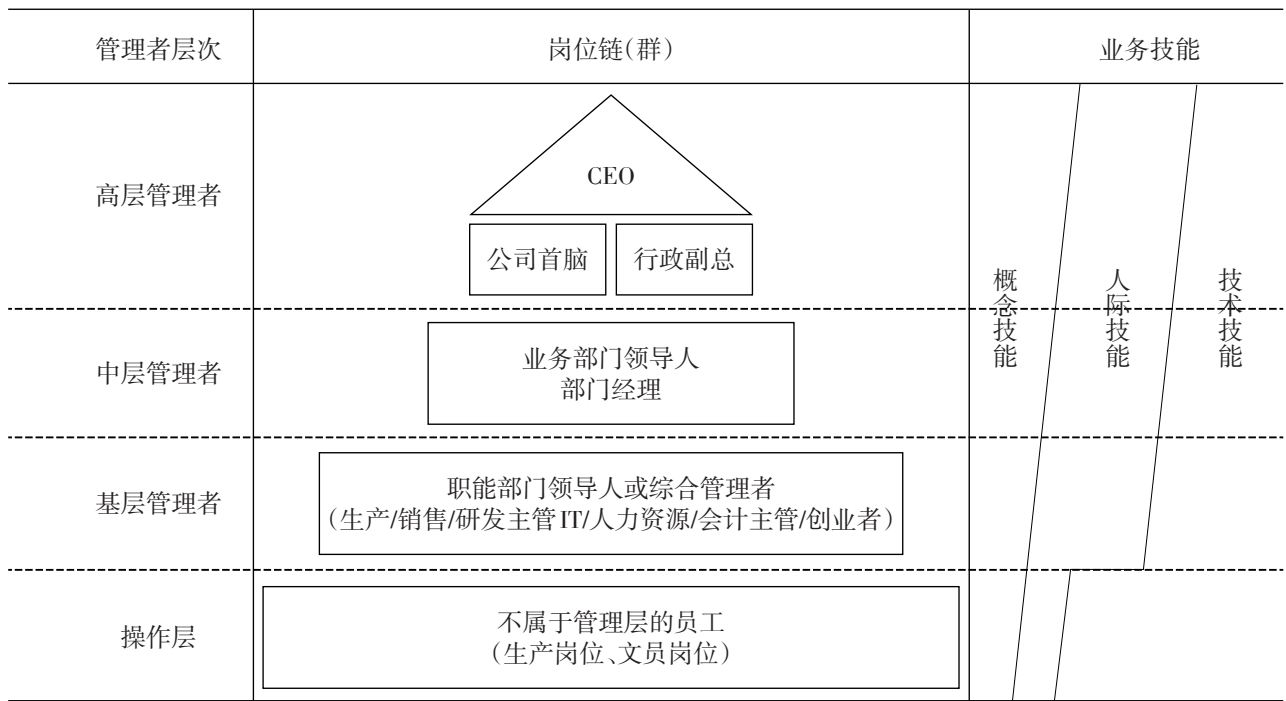 管理者层次
岗位链(群)
业务技能
高层管理者
CEO
公司首脑
行政副总
概念技能
人际技能
技术技能
中层管理者
业务部门领导人
部门经理
基层管理者
职能部门领导人或综合管理者
(生产/销售/研发主管IT/人力资源/会计主管/创业者)
操作层
不属于管理层的员工
(生产岗位、文员岗位)